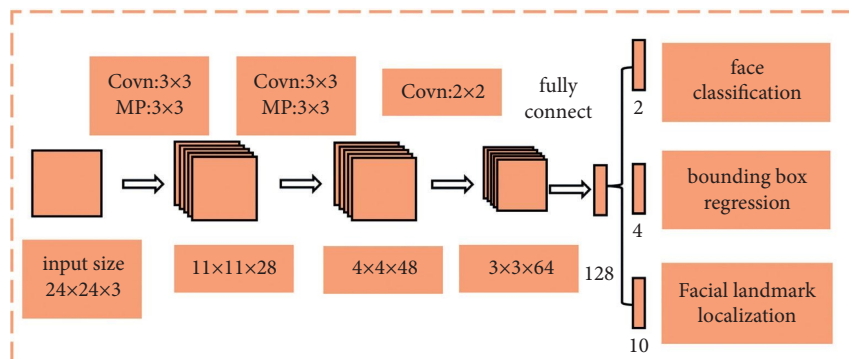 Covn:3×3
MP:3×3
Covn:3×3
MP:3×3
Covn:2×2
fully
connect
input size
24×24×3
11×11×28
4×4×48
3×3×64
128
2
face
classification
4
bounding box
regression
10
Facial landmark
localization